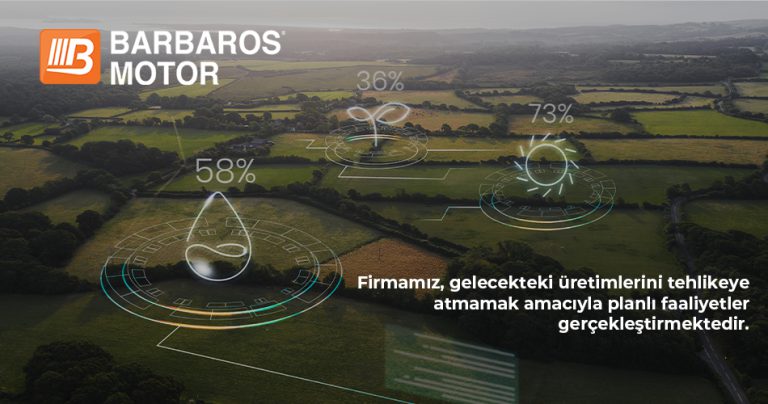 BARBAROS®
MOTOR
36%
73%
58%
Firmamız, gelecekteki üretimlerini tehlikeye
atmamak amacıyla planlı faaliyetler
gerçekleştirmektedir.